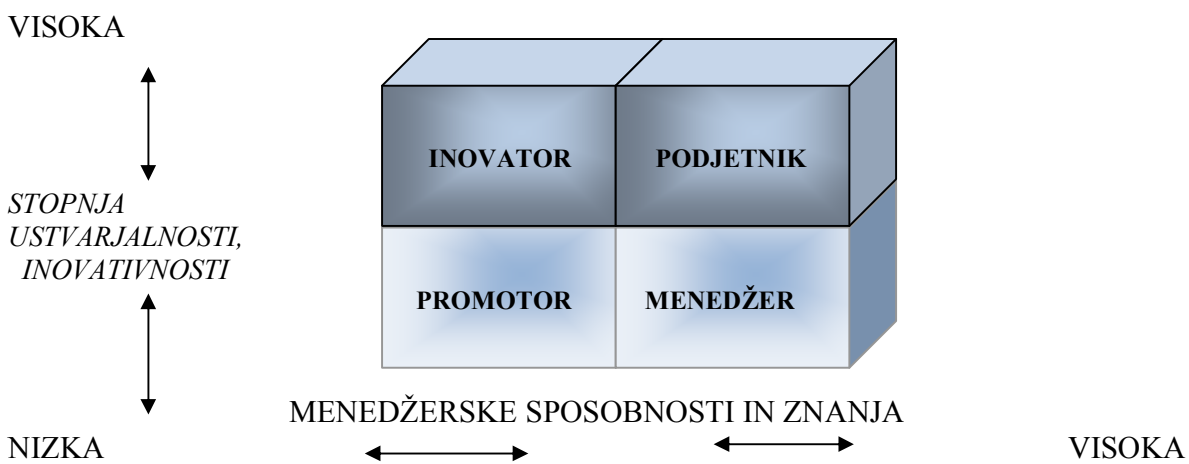 VISOKA
INOVATOR PODJETNIK
STOPNJA
USTVARJALNOSTI,
INOVATIVNOSTI
PROMOTOR MENEDŽER
MENEDŽERSKE SPOSOBNOSTI IN ZNANJA
NIZKA VISOKA